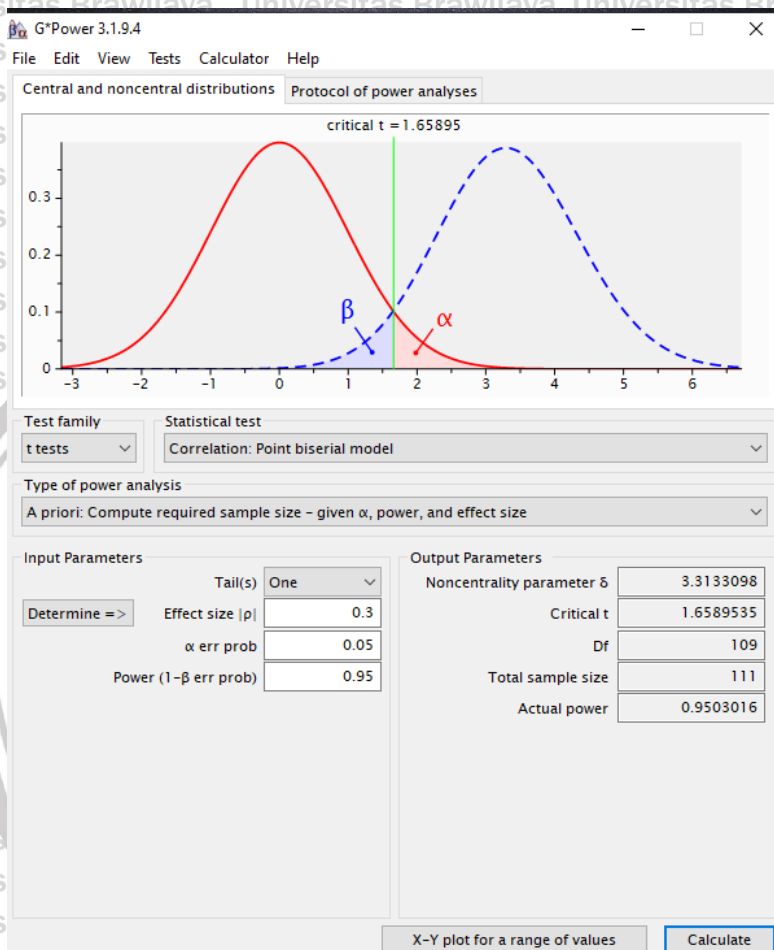 Universitas Brawijaya
G*Power 3.1.9.4
File Edit View Tests Calculator Help
Central and noncentral distributions Protocol of power analyses
critical t = 1.65895
0.3
0.2
β α
0.1
0
-3 -2 -1 0 1 2 3 4 5 6
Test family Statistical test
t tests Correlation: Point biserial model
Type of power analysis
A priori: Compute required sample size - given α, power, and effect size
Input Parameters Output Parameters
Tail(s) One Noncentrality parameter δ 3.3133098
Determine => Effect size |ρ| 0.3 Critical t 1.6589535
α err prob 0.05 Df 109
Power (1-β err prob) 0.95 Total sample size 111
Actual power 0.9503016
X-Y plot for a range of values Calculate